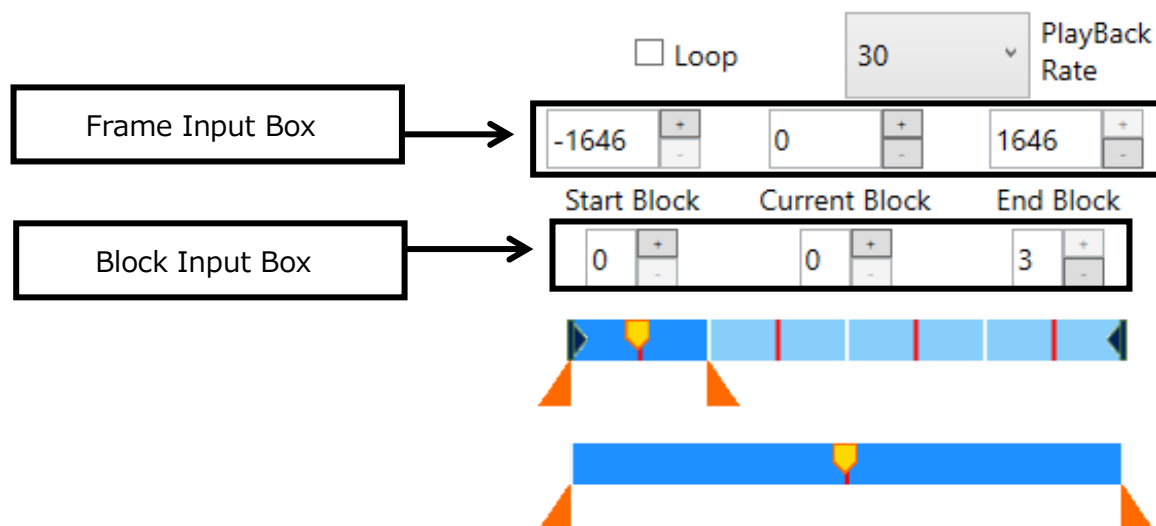 Loop
30
PlayBack
Rate
Frame Input Box
-1646 + -
0 + -
1646 + -
Start Block
Current Block
End Block
Block Input Box
0 + -
0 + -
3 + -